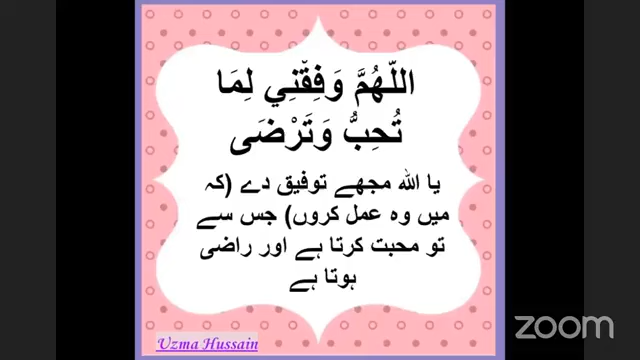 اللّٰهُمَّ وَفِقْنِي لِمَا
تُحِبُّ وَتَرْضَى
یا اللہ مجھے توفیق دے (کہ
میں وہ عمل کروں) جس سے
تو محبت کرتا ہے اور راضی
ہوتا ہے
Uzma Hussain
zoom